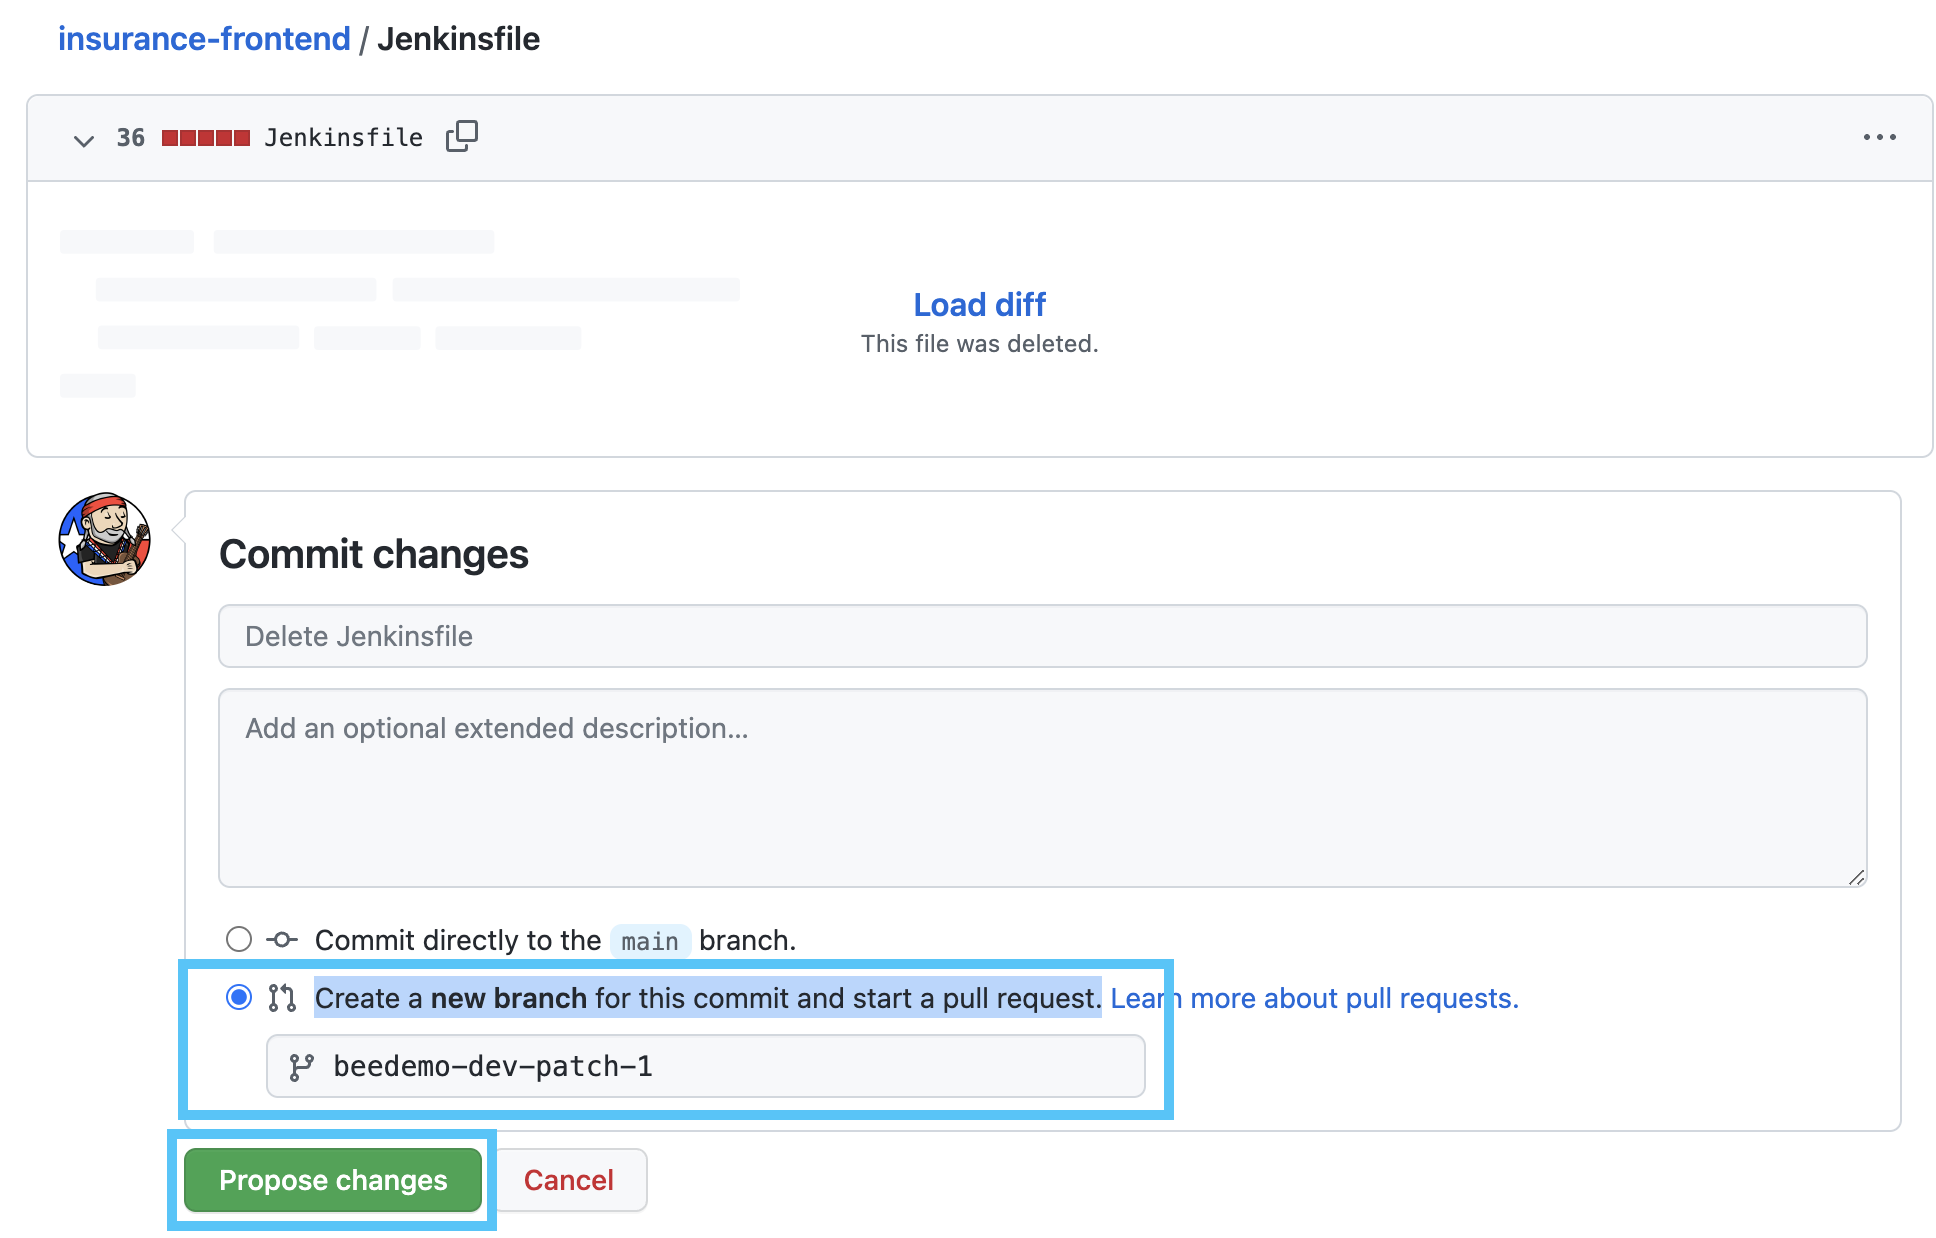 insurance-frontend / Jenkinsfile
36 Jenkinsfile
Load diff
This file was deleted.
Commit changes
Delete Jenkinsfile
Add an optional extended description...
Commit directly to the main branch.
Create a new branch for this commit and start a pull request. Learn more about pull requests.
beedemo-dev-patch-1
Propose changes Cancel